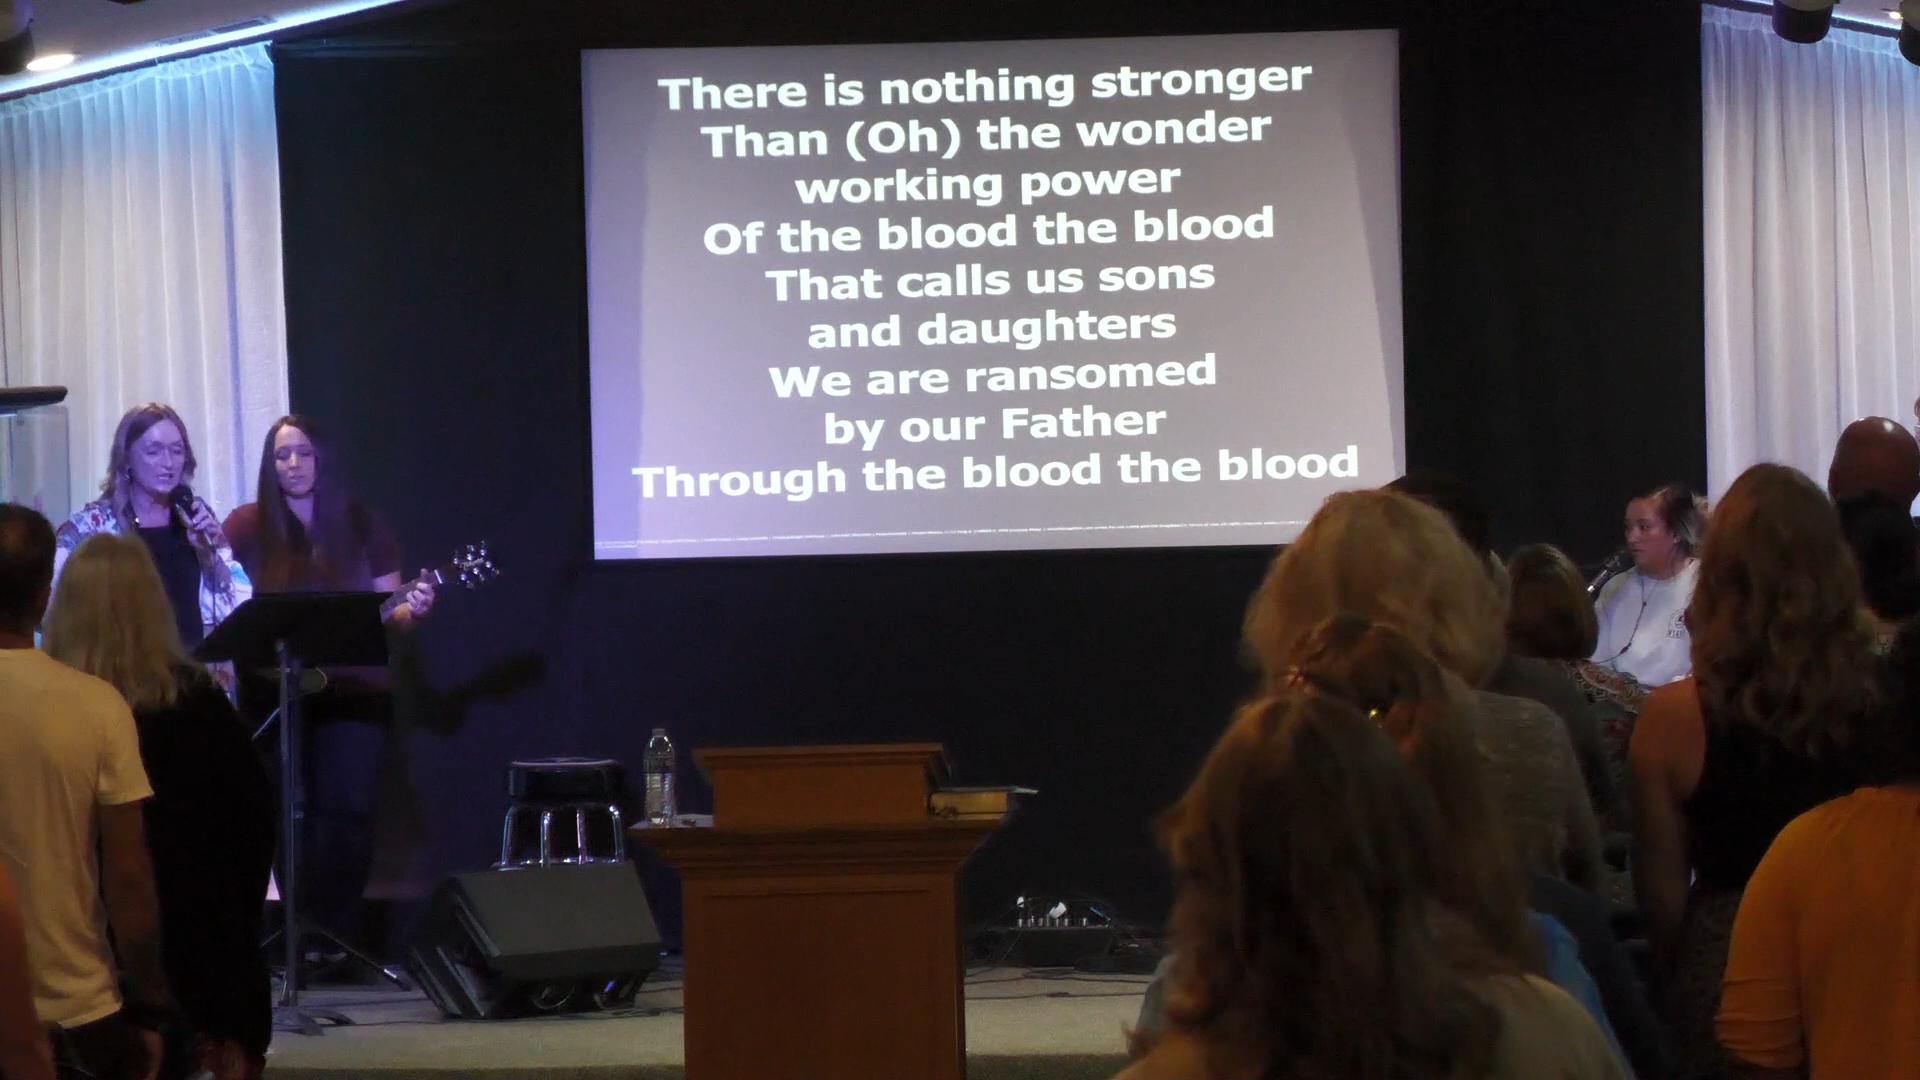 There is nothing stronger
Than (Oh) the wonder
working power
Of the blood the blood
That calls us sons
and daughters
We are ransomed
by our Father
Through the blood the blood